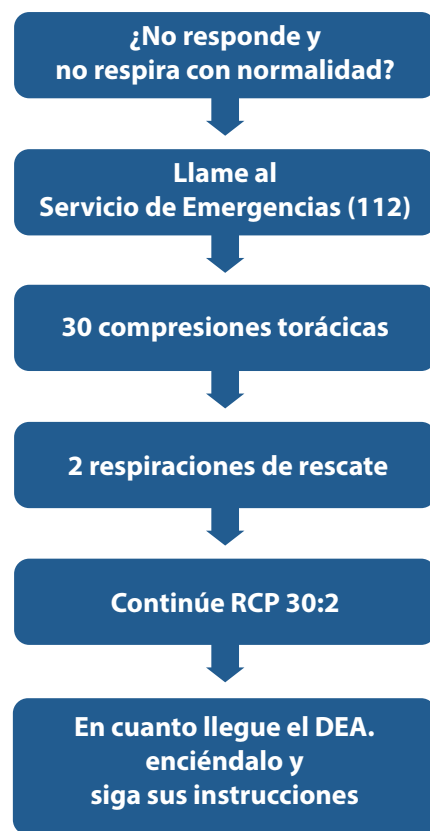 ¿No responde y
no respira con normalidad?
Llame al
Servicio de Emergencias (112)
30 compresiones torácicas
2 respiraciones de rescate
Continúe RCP 30:2
En cuanto llegue el DEA.
enciéndalo y
siga sus instrucciones